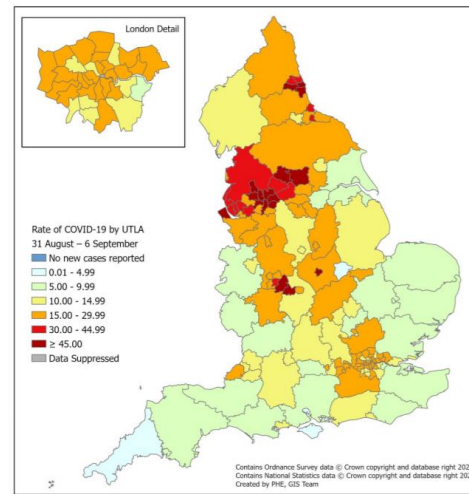 London Detail
Rate of COVID-19 by UTLA
31 August – 6 September
No new cases reported
0.01 - 4.99
5.00 - 9.99
10.00 - 14.99
15.00 - 29.99
30.00 - 44.99
≥ 45.00
Data Suppressed
Contains Ordnance Survey data © Crown copyright and database right 202
Contains National Statistics data © Crown copyright and database right 202
Created by PHE, GIS Team